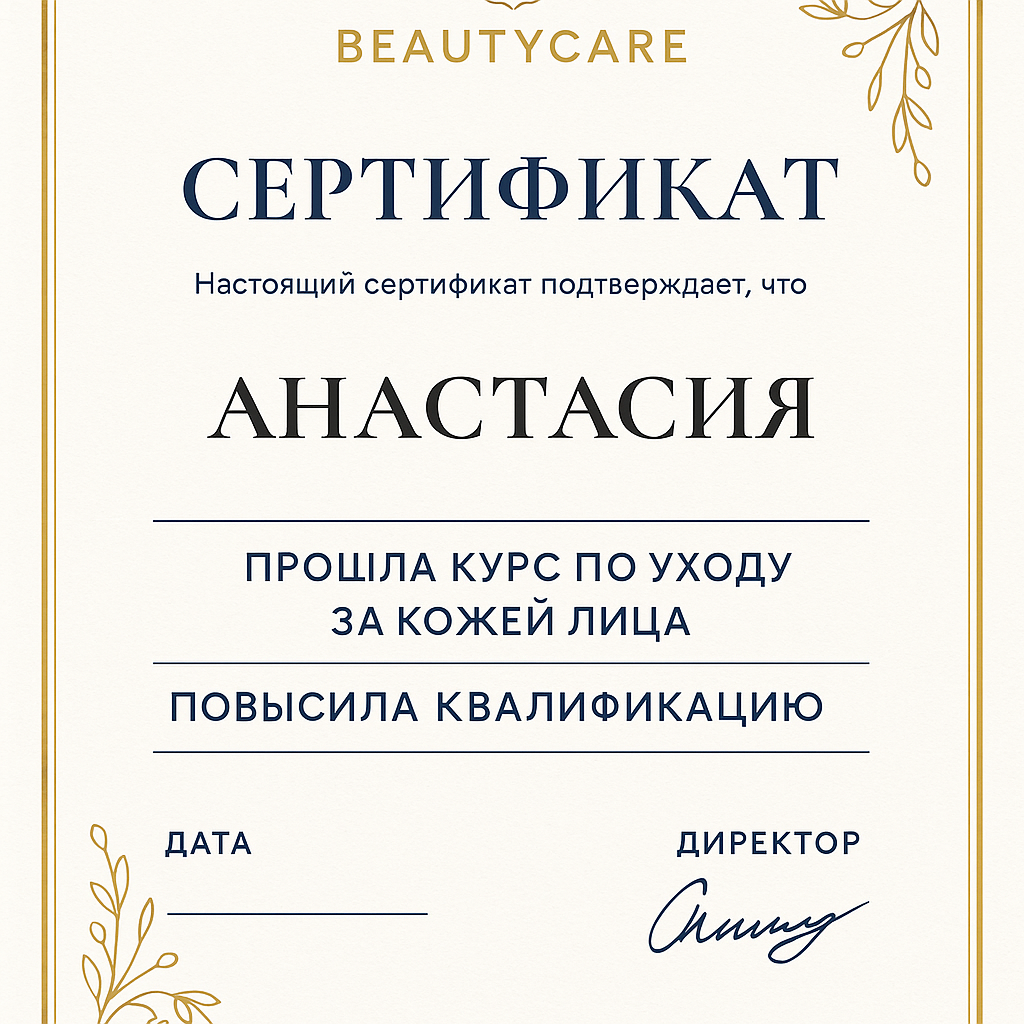 BEAUTYCARE
СЕРТИФИКАТ
Настоящий сертификат подтверждает, что
АНАСТАСИЯ
ПРОШЛА КУРС ПО УХОДУ
ЗА КОЖЕЙ ЛИЦА
ПОВЫСИЛА КВАЛИФИКАЦИЮ
ДАТА
ДИРЕКТОР